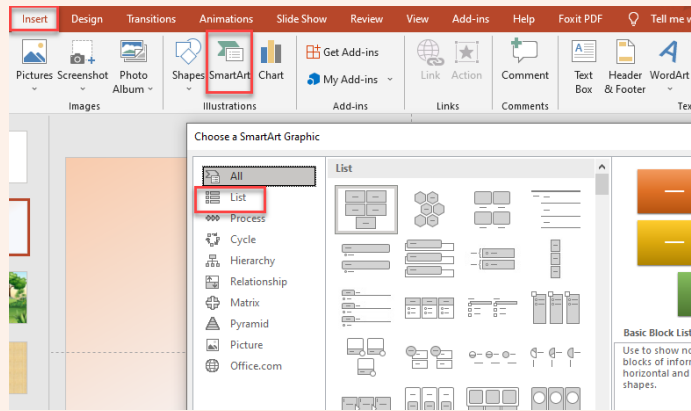 Insert Design Transitions Animations Slide Show Review View Add-ins Help Foxit PDF Tell me
Get Add-ins
My Add-ins
Pictures Screenshot Photo Album Shapes SmartArt Chart Link Action Comment Text Box Header & Footer WordArt
Images Illustrations Add-ins Links Comments
Choose a SmartArt Graphic
All
List
Process
Cycle
Hierarchy
Relationship
Matrix
Pyramid
Picture
Office.com
List
Basic Block List
Use to show
blocks of
horizontal and
shapes.